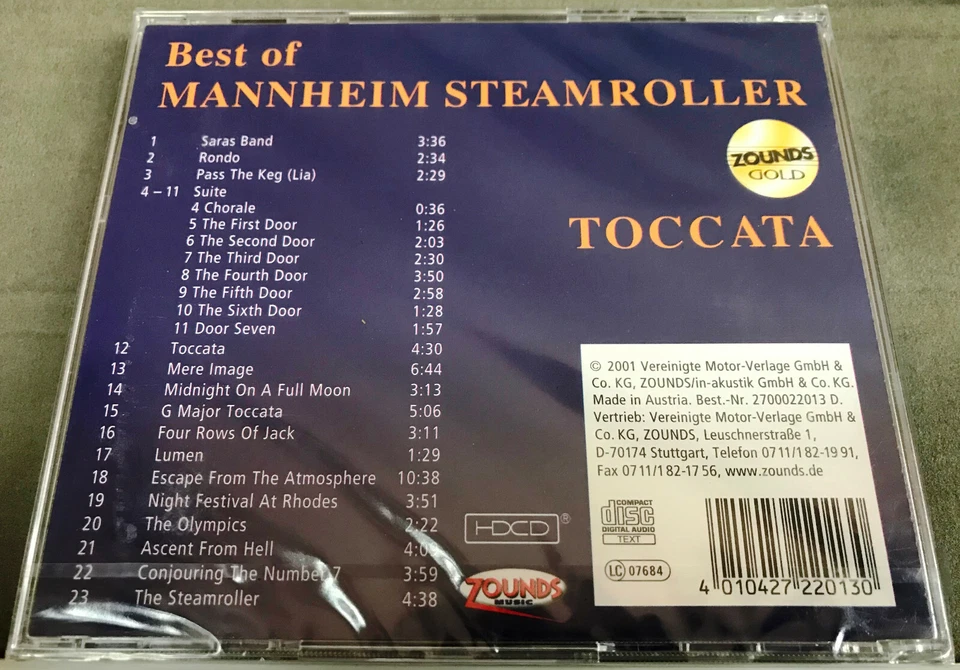 Best of
MANNHEIM STEAMROLLER
1 Saras Band 3:36
2 Rondo 2:34
3 Pass The Keg (Lia) 2:29
4 – 11 Suite
4 Chorale 0:36
5 The First Door 1:26
6 The Second Door 2:03
7 The Third Door 2:30
8 The Fourth Door 3:50
9 The Fifth Door 2:58
10 The Sixth Door 1:28
11 Door Seven 1:57
12 Toccata 4:30
13 Mere Image 6:44
14 Midnight On A Full Moon 3:13
15 G Major Toccata 5:06
16 Four Rows Of Jack 3:11
17 Lumen 1:29
18 Escape From The Atmosphere 10:38
19 Night Festival At Rhodes 3:51
20 The Olympics 2:22
21 Ascent From Hell
22 Conjouring The Number 7 3:59
23 The Steamroller 4:38
ZOUNDS
GOLD
TOCCATA
© 2001 Vereinigte Motor-Verlage GmbH &
Co. KG, ZOUNDS/in-akustik GmbH & Co. KG.
Made in Austria. Best.-Nr. 2700022013 D.
Vertrieb: Vereinigte Motor-Verlage GmbH &
Co. KG, ZOUNDS, Leuschnerstraße 1,
D-70174 Stuttgart, Telefon 07 11/1 82-19 91,
Fax 07 11/1 82-17 56, www.zounds.de
COMPACT
disc
DIGITAL AUDIO
TEXT
LC 07684
4 010427 220130
HDCD®
ZOUNDS
MUSIC